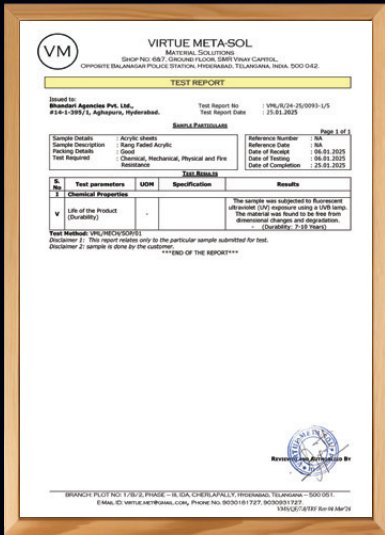 VM
VIRTUE META-SOL
MATERIAL SOLUTIONS
SHOP NO: 6&7, GROUND FLOOR, SMR VINAY CAPITOL,
OPPOSITE BALANAGAR POLICE STATION, HYDERABAD, TELANGANA, INDIA. 500 042.
TEST REPORT
Issued to:
Bhandari Agencies Pvt. Ltd.,
#14-1-395/1, Aghapura, Hyderabad.
Test Report No : VML/R/24-25/0093-1/5
Test Report Date : 25.01.2025
SAMPLE PARTICULARS
Page 1 of 1
Sample Details : Acrylic sheets
Sample Description : Rang Faded Acrylic
Packing Details : Good
Test Required : Chemical, Mechanical, Physical and Fire
Resistance
Reference Number : NA
Reference Date : NA
Date of Receipt : 06.01.2025
Date of Testing : 06.01.2025
Date of Completion : 25.01.2025
TEST RESULTS
S. No Test parameters UOM Specification Results
I Chemical Properties
V Life of the Product (Durability) -
The sample was subjected to fluorescent
ultraviolet (UV) exposure using a UVB lamp.
The material was found to be free from
dimensional changes and degradation.
- (Durability: 7-10 Years)
Test Method: VML/MECH/SOP/01
Disclaimer 1: This report relates only to the particular sample submitted for test.
Disclaimer 2: sample is done by the customer.
***END OF THE REPORT***
REVIEWED AND AUTHORIZED BY
BRANCH: PLOT NO: 1/B/2, PHASE – III, IDA, CHERLAPALLY, HYDERABAD, TELANGANA – 500 051.
EMAIL ID: VIRTUE.MET@GMAIL.COM, PHONE NO: 9030181727, 9030931727.